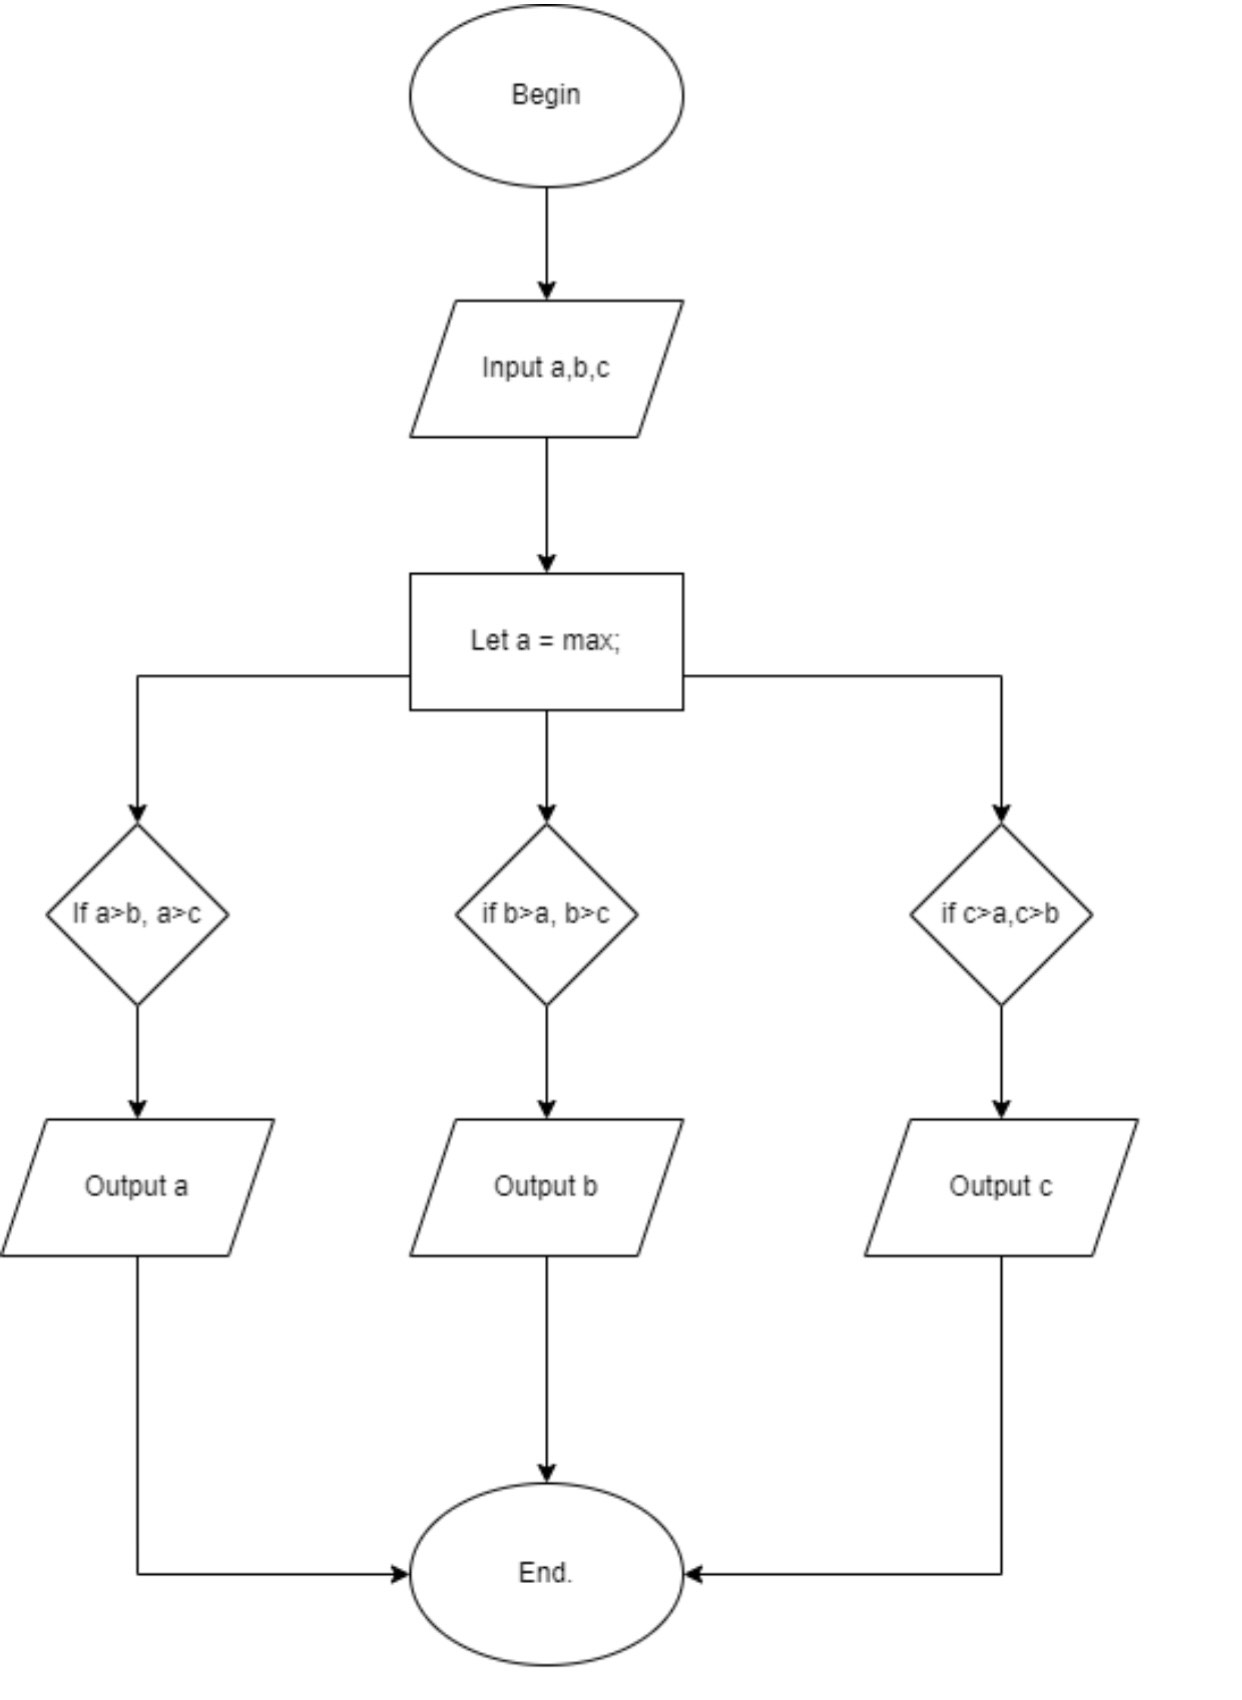 Begin
Input a,b,c
Let a = max;
If a>b, a>c
if b>a, b>c
if c>a,c>b
Output a
Output b
Output c
End.